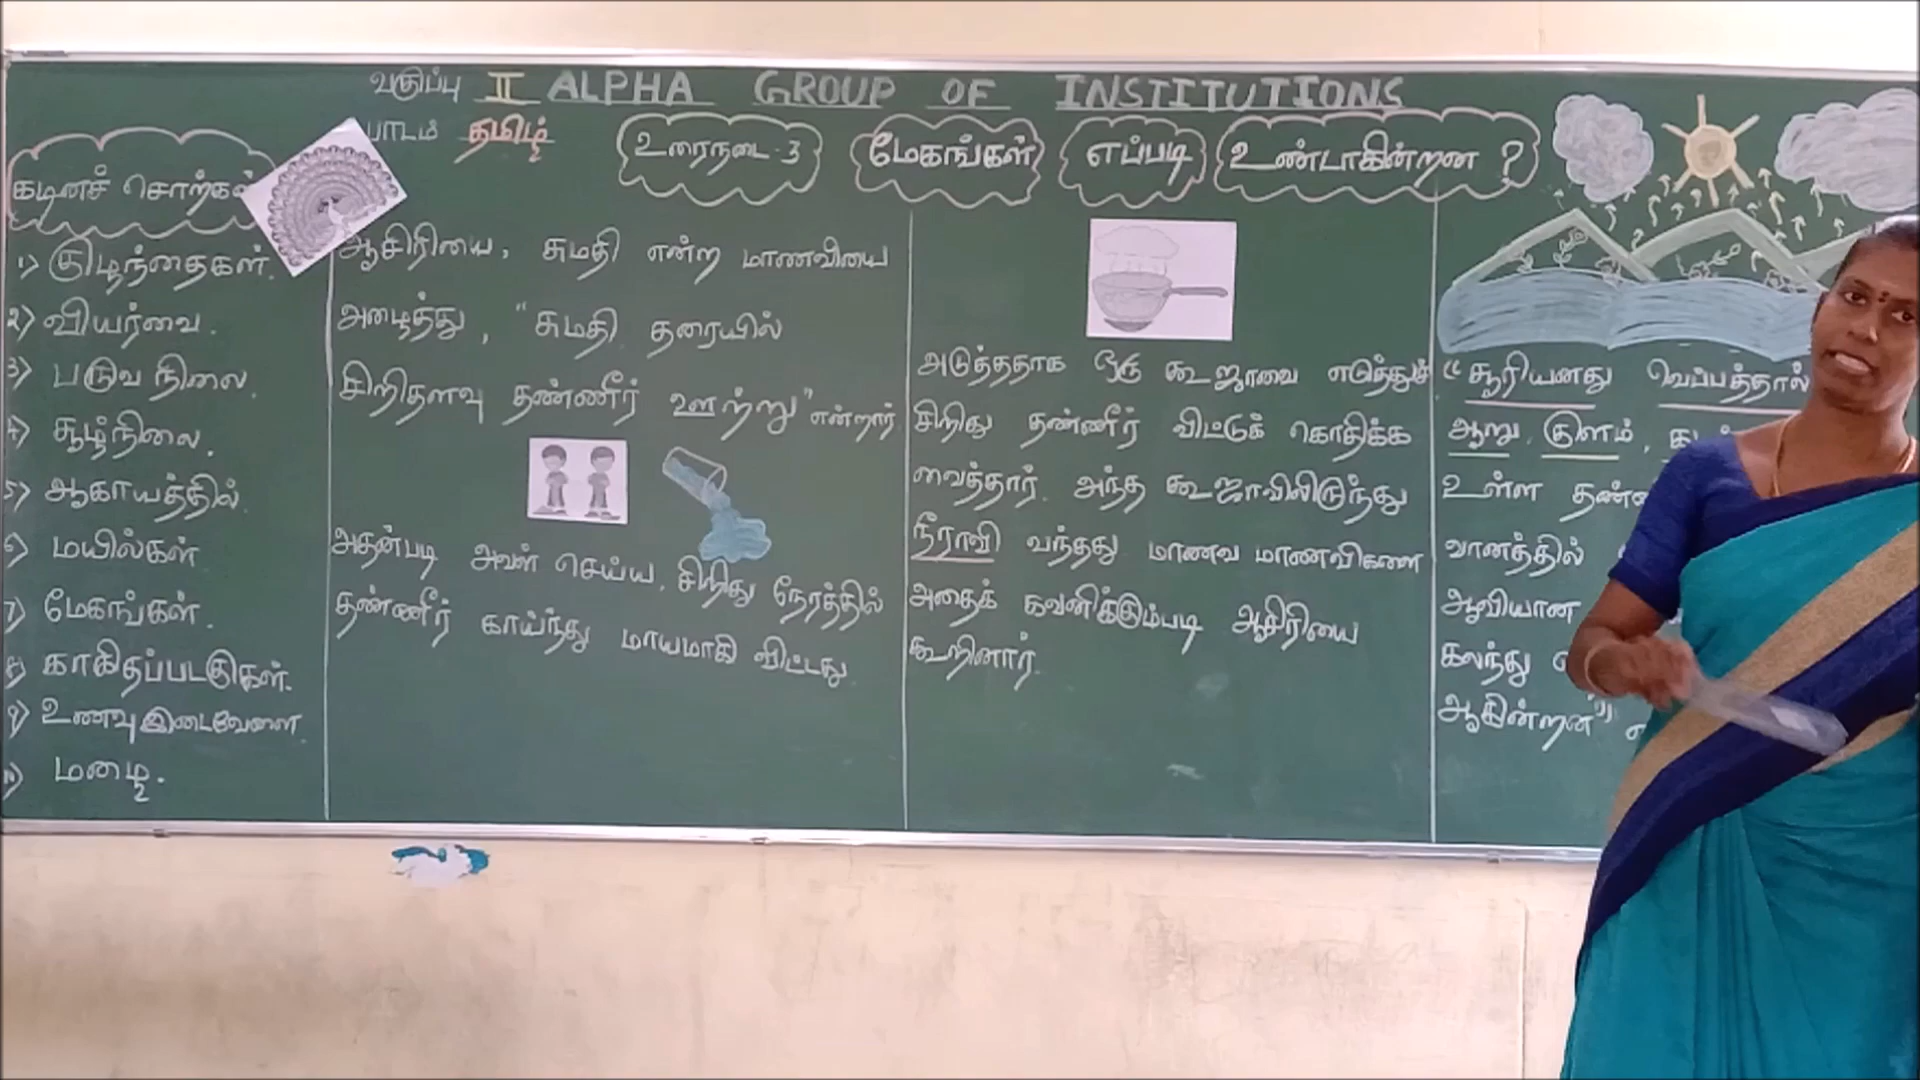 வகுப்பு II ALPHA GROUP OF INSTITUTIONS
பாடம் தமிழ்
உரைநடை-3 மேகங்கள் எப்படி உண்டாகின்றன ?
கடினச் சொற்கள்
1) குழந்தைகள்.
2) வியர்வை.
3) பருவ நிலை.
4) சூழ்நிலை.
5) ஆகாயத்தில்.
6) மயில்கள்
7) மேகங்கள்.
8) காகிதப்படகுகள்.
9) உணவு இடைவேளை
10) மழை.
ஆசிரியை, சுமதி என்ற மாணவியை
அழைத்து, "சுமதி தரையில்
சிறிதளவு தண்ணீர் ஊற்று" என்றார்.
அதன்படி அவள் செய்ய, சிறிது நேரத்தில்
தண்ணீர் காய்ந்து மாயமாகி விட்டது
அடுத்ததாக ஒரு கூஜாவை எடுத்துச்
சிறிது தண்ணீர் விட்டுக் கொதிக்க
வைத்தார். அந்த கூஜாவிலிருந்து
நீராவி வந்தது மாணவ மாணவிகளை
அதைக் கவனிக்கும்படி ஆசிரியை
கூறினார்.
"சூரியனது வெப்பத்தால்
ஆறு, குளம்,
உள்ள
வானத்தில்
ஆவியான
கலந்து
ஆகின்றன"